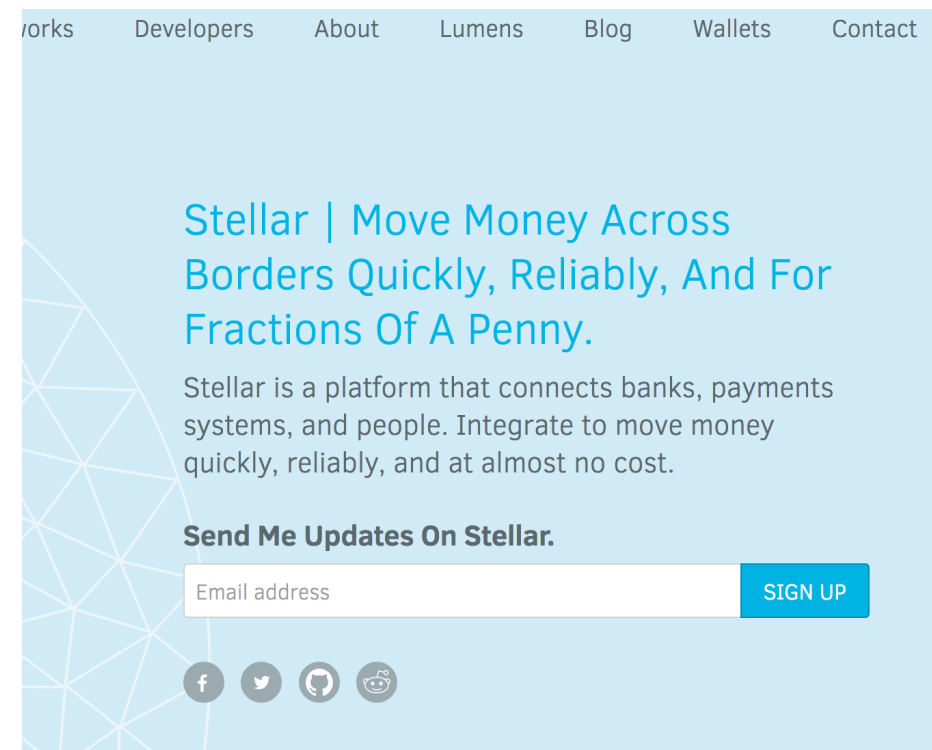 Developers About Lumens Blog Wallets Contact
Stellar | Move Money Across
Borders Quickly, Reliably, And For
Fractions Of A Penny.
Stellar is a platform that connects banks, payments
systems, and people. Integrate to move money
quickly, reliably, and at almost no cost.
Send Me Updates On Stellar.
Email address SIGN UP